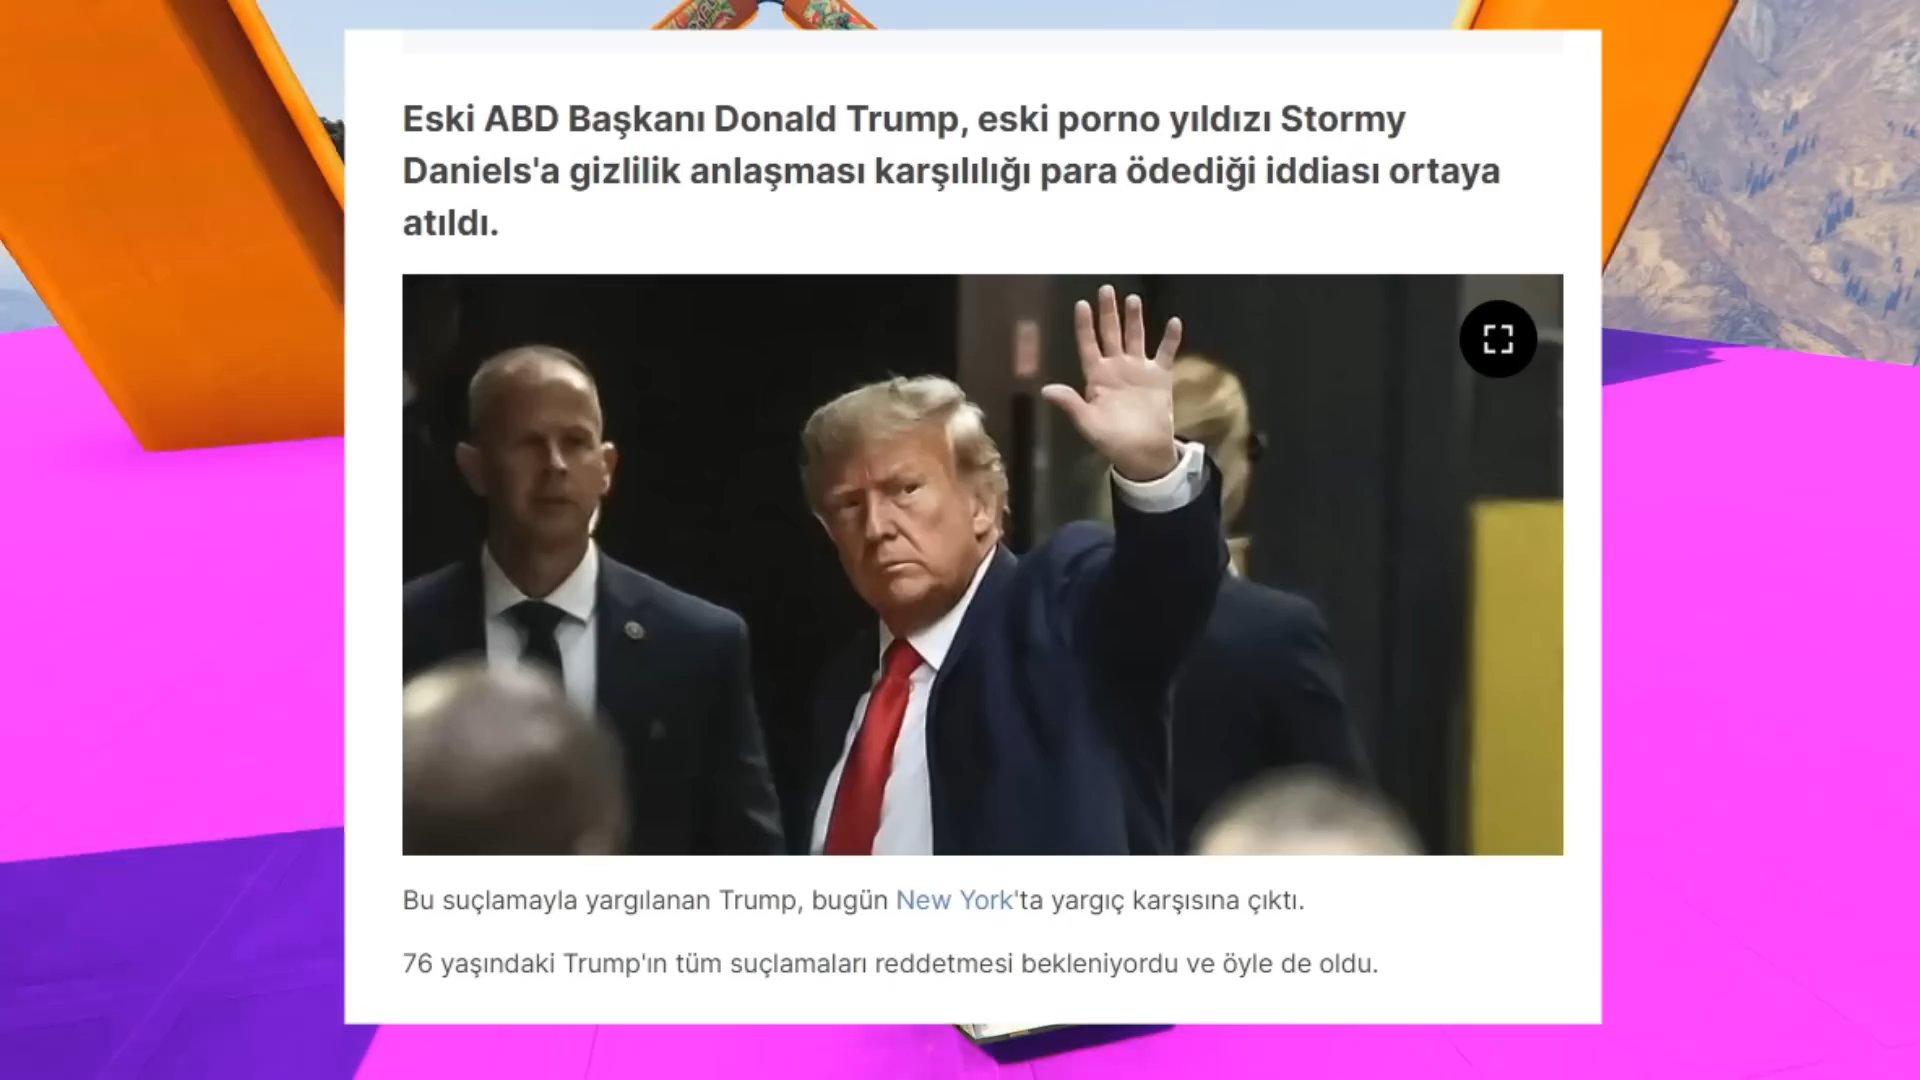 Eski ABD Başkanı Donald Trump, eski porno yıldızı Stormy
Daniels'a gizlilik anlaşması karşılılığı para ödediği iddiası ortaya
atıldı.
Bu suçlamayla yargılanan Trump, bugün New York'ta yargıç karşısına çıktı.
76 yaşındaki Trump'ın tüm suçlamaları reddetmesi bekleniyordu ve öyle de oldu.